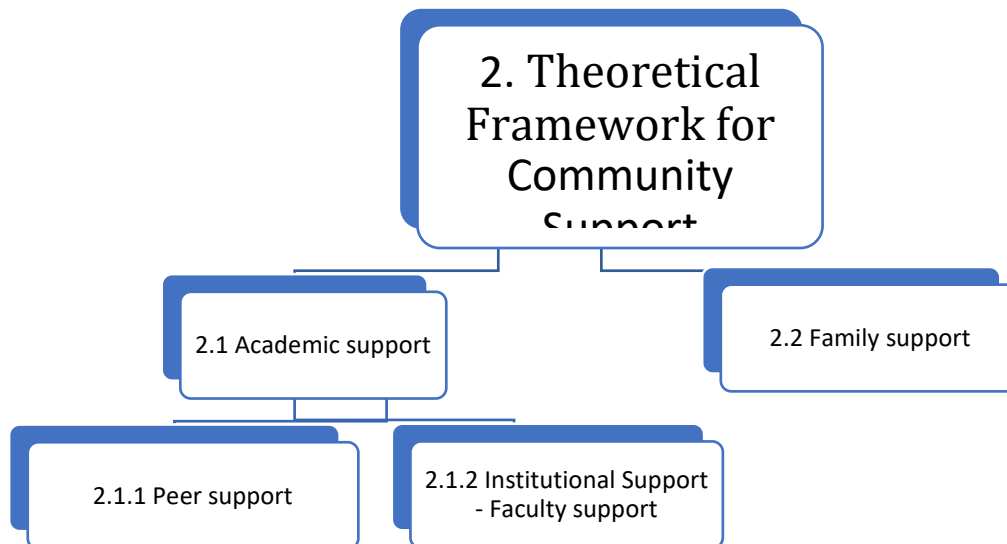 2. Theoretical
Framework for
Community
Support
2.1 Academic support
2.2 Family support
2.1.1 Peer support
2.1.2 Institutional Support
- Faculty support